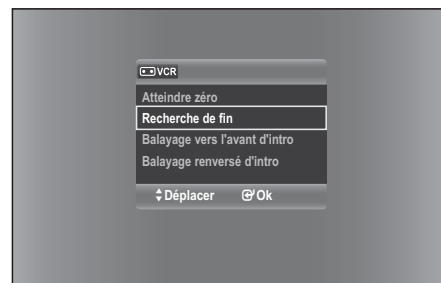 VCR
Atteindre zéro
Recherche de fin
Balayage vers l'avant d'intro
Balayage renversé d'intro
Déplacer Ok